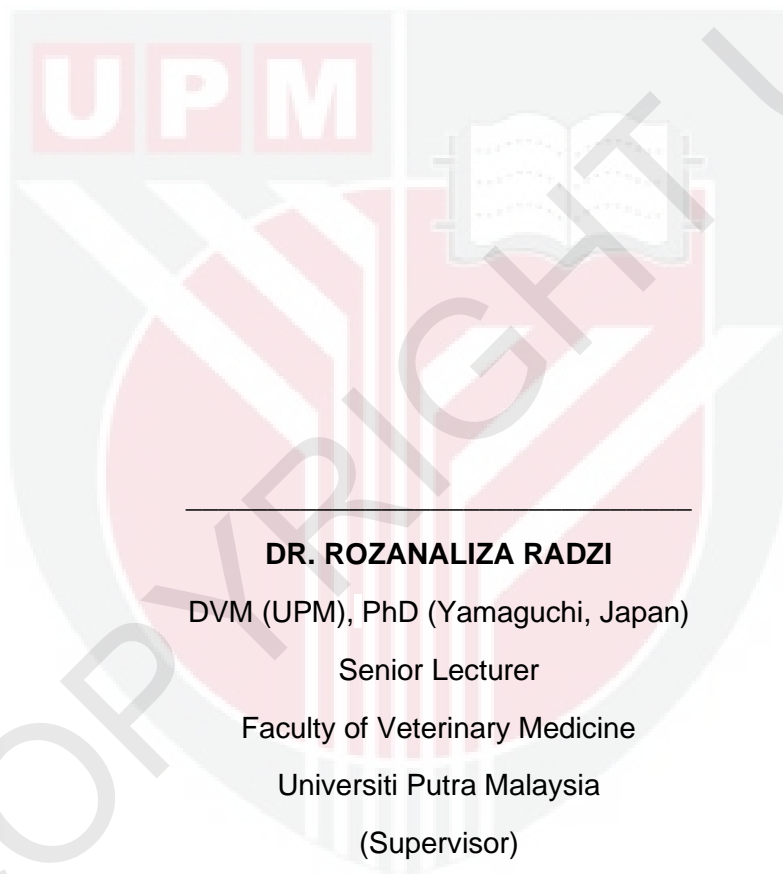 UPM
COPYRIGHT U
DR. ROZANALIZA RADZI
DVM (UPM), PhD (Yamaguchi, Japan)
Senior Lecturer
Faculty of Veterinary Medicine
Universiti Putra Malaysia
(Supervisor)